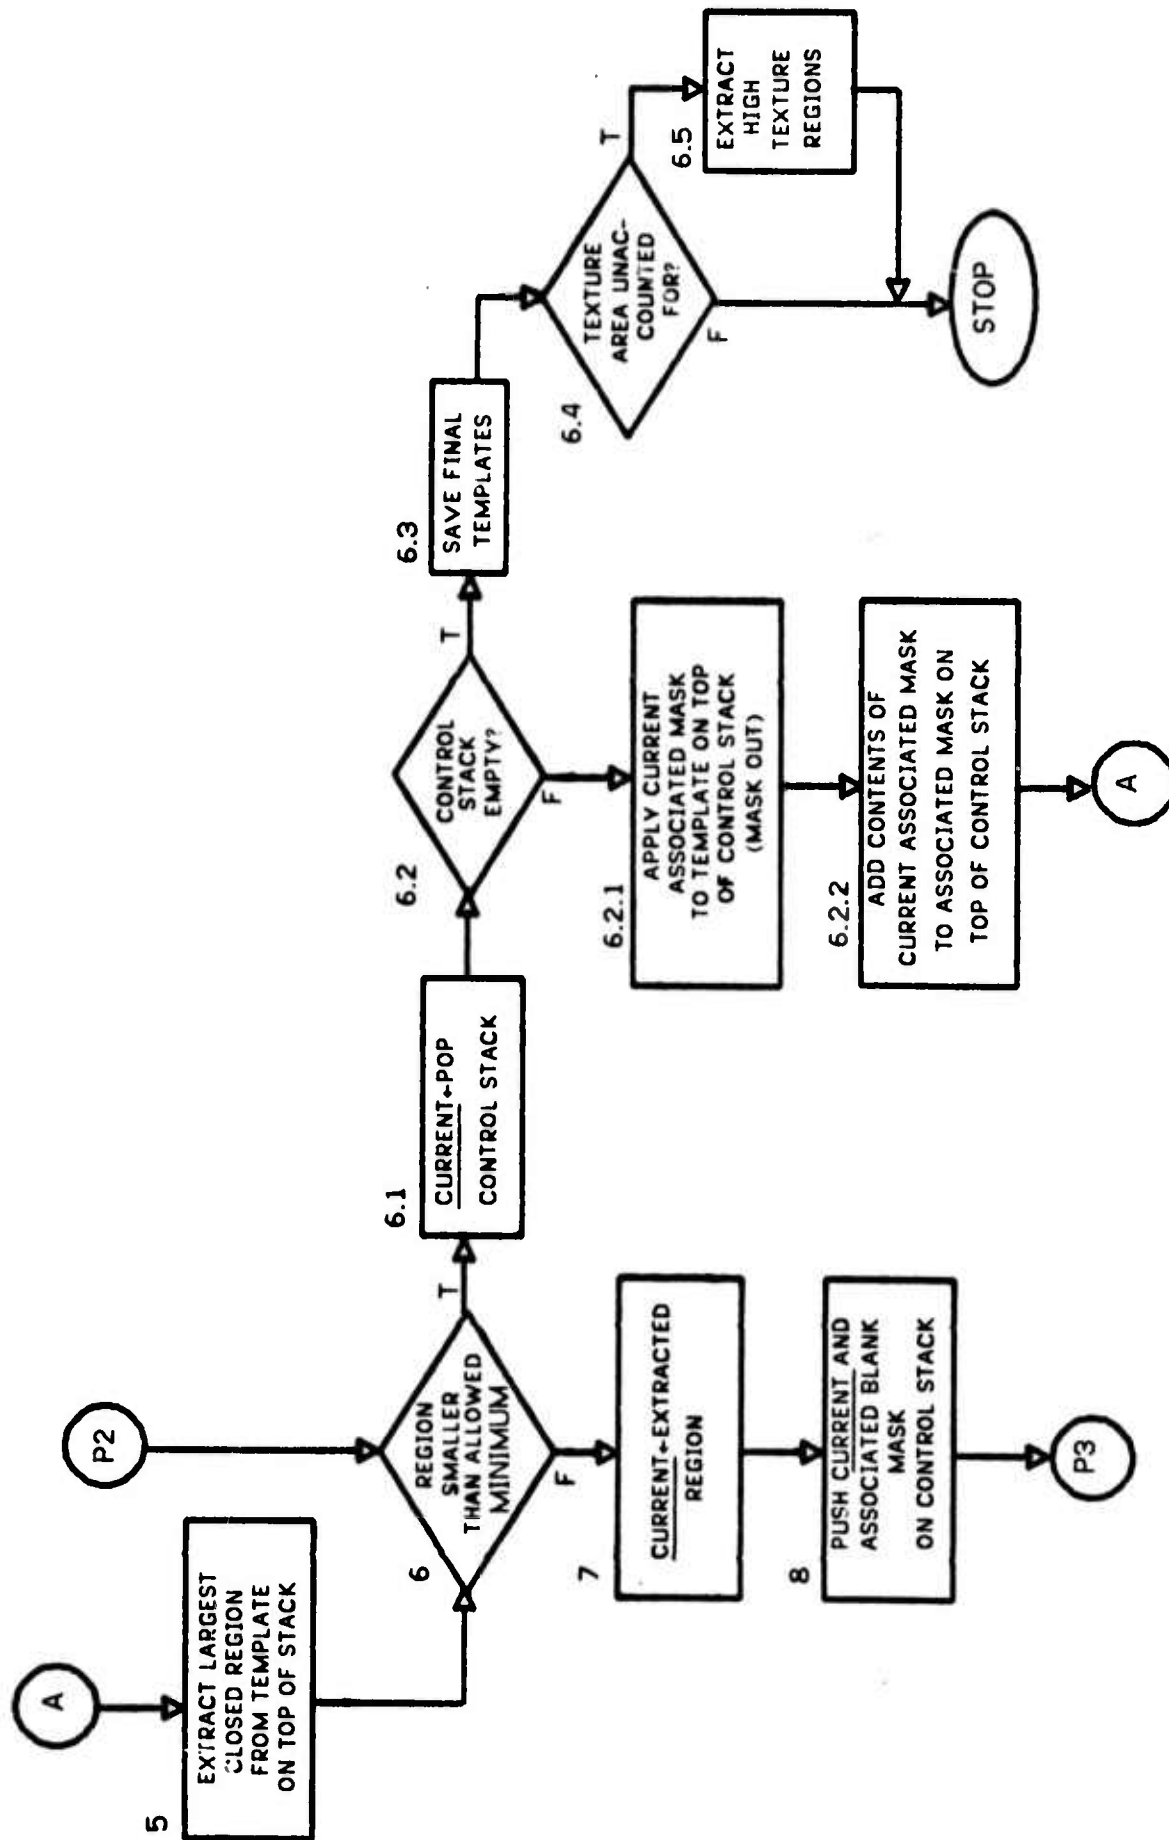 A
5
EXTRACT LARGEST
CLOSED REGION
FROM TEMPLATE
ON TOP OF STACK
P2
6
REGION
SMALLER
THAN ALLOWED
MINIMUM
T
F
7
CURRENT←EXTRACTED
REGION
8
PUSH CURRENT AND
ASSOCIATED BLANK
MASK
ON CONTROL STACK
P3
6.1
CURRENT←POP
CONTROL STACK
6.2
CONTROL
STACK
EMPTY?
T
F
6.2.1
APPLY CURRENT
ASSOCIATED MASK
TO TEMPLATE ON TOP
OF CONTROL STACK
(MASK OUT)
6.2.2
ADD CONTENTS OF
CURRENT ASSOCIATED MASK
TO ASSOCIATED MASK ON
TOP OF CONTROL STACK
A
6.3
SAVE FINAL
TEMPLATES
6.4
TEXTURE
AREA UNAC-
COUNTED
FOR?
T
F
6.5
EXTRACT
HIGH
TEXTURE
REGIONS
STOP